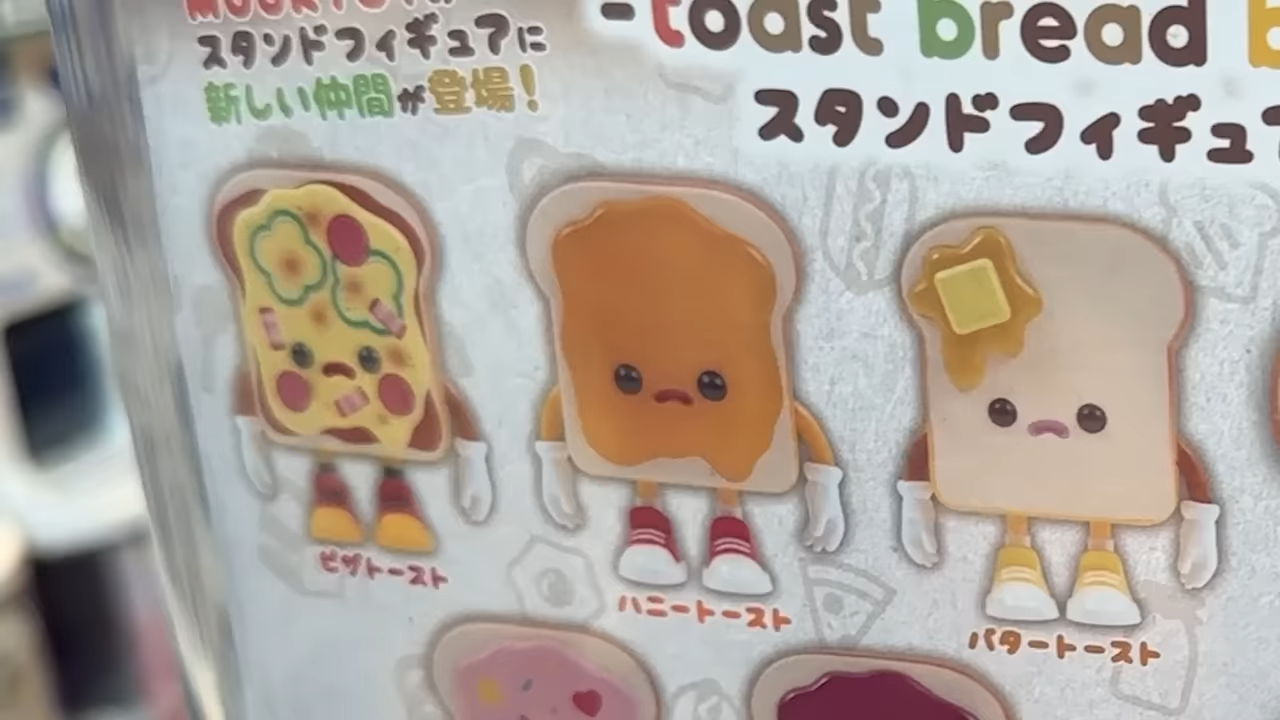 スタンドフィギュアに
新しい仲間が登場！
-toast bread
スタンドフィギュア
ピザトースト
ハニートースト
バタートースト